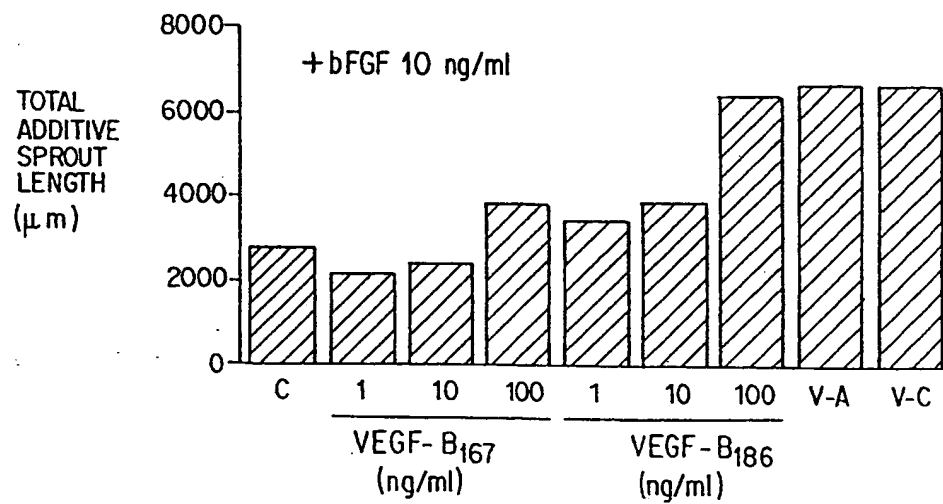 8000
+ bFGF 10 ng/ml
TOTAL
ADDITIVE
SPROUT
LENGTH
(μm)
6000
4000
2000
0
C 1 10 100 1 10 100 V-A V-C
VEGF-B167
(ng/ml)
VEGF-B186
(ng/ml)